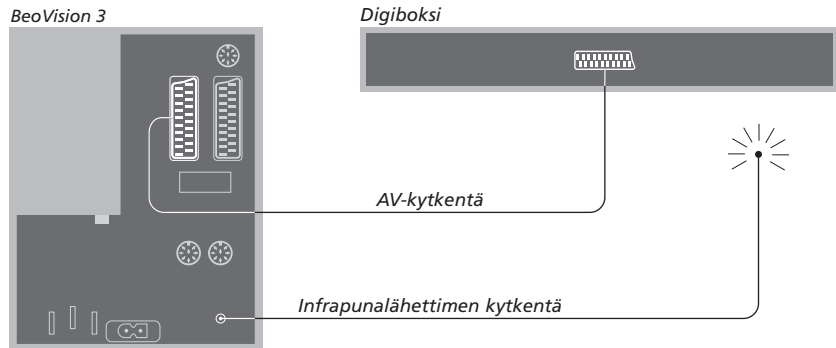 BeoVision 3
Digiboksi
AV-kytkentä
Infrapunalähettimen kytkentä